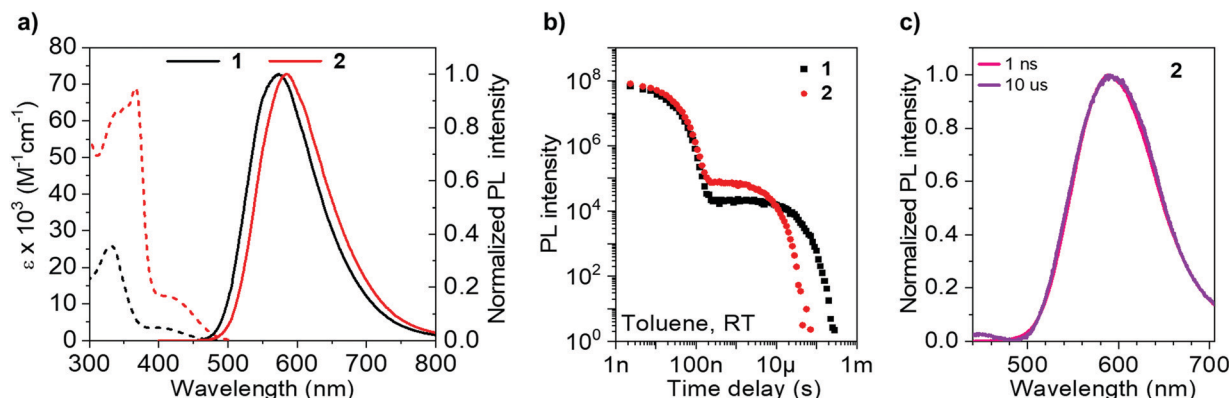 a)
b)
c)
80
70
60
50
40
30
20
10
0
ε x 10³ (M⁻¹cm⁻¹)
1 2
1.0
0.8
0.6
0.4
0.2
0.0
Normalized PL intensity
300 400 500 600 700 800
Wavelength (nm)
10⁸
10⁶
10⁴
10²
10⁰
PL intensity
1
2
Toluene, RT
1n 100n 10µ 1m
Time delay (s)
1.0
0.8
0.6
0.4
0.2
0.0
Normalized PL intensity
1 ns
10 us
2
500 600 700
Wavelength (nm)